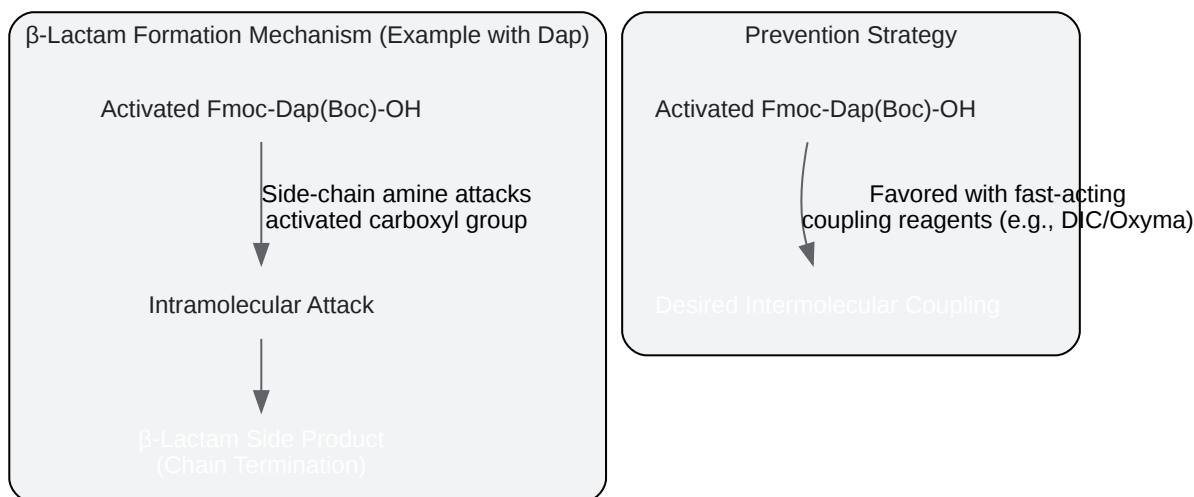 β-Lactam Formation Mechanism (Example with Dap)
Activated Fmoc-Dap(Boc)-OH
Side-chain amine attacks
activated carboxyl group
Intramolecular Attack
β-Lactam Side Product
(Chain Termination)
Prevention Strategy
Activated Fmoc-Dap(Boc)-OH
Favored with fast-acting
coupling reagents (e.g., DIC/Oxyma)
Desired Intermolecular Coupling